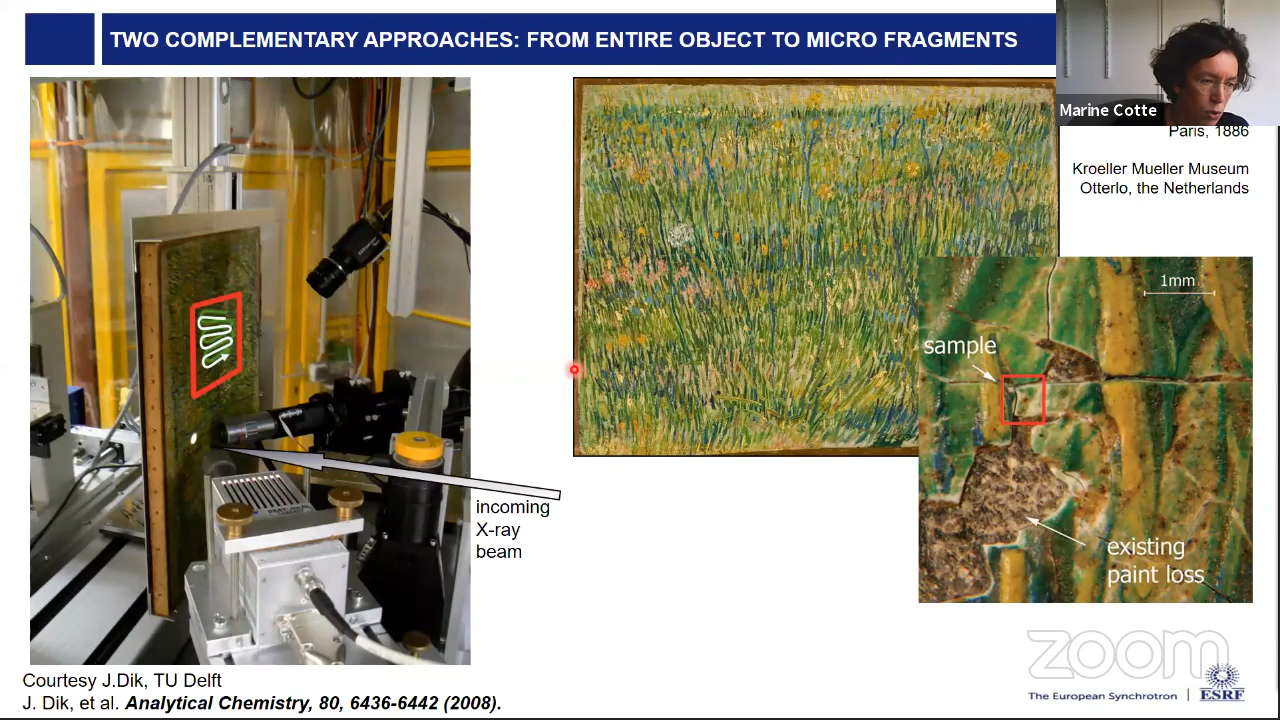 TWO COMPLEMENTARY APPROACHES: FROM ENTIRE OBJECT TO MICRO FRAGMENTS
Marine Cotte
Paris, 1886
Kroeller Mueller Museum
Otterlo, the Netherlands
1mm
sample
existing
paint loss
incoming
X-ray
beam
Courtesy J.Dik, TU Delft
J. Dik, et al. Analytical Chemistry, 80, 6436-6442 (2008).
zoom
The European Synchrotron
ESRF